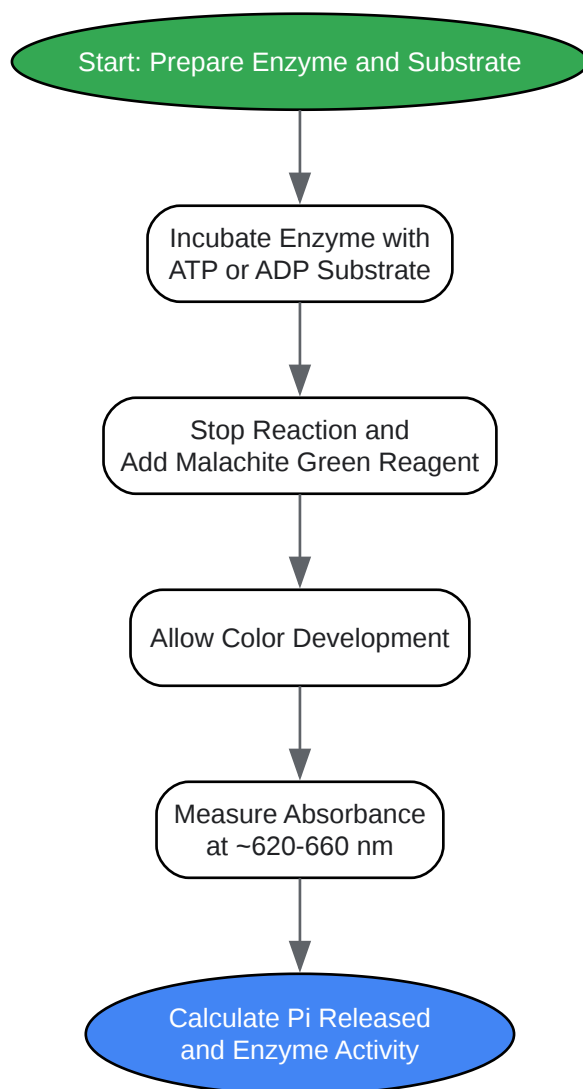 Start: Prepare Enzyme and Substrate
Incubate Enzyme with
ATP or ADP Substrate
Stop Reaction and
Add Malachite Green Reagent
Allow Color Development
Measure Absorbance
at ~620-660 nm
Calculate Pi Released
and Enzyme Activity